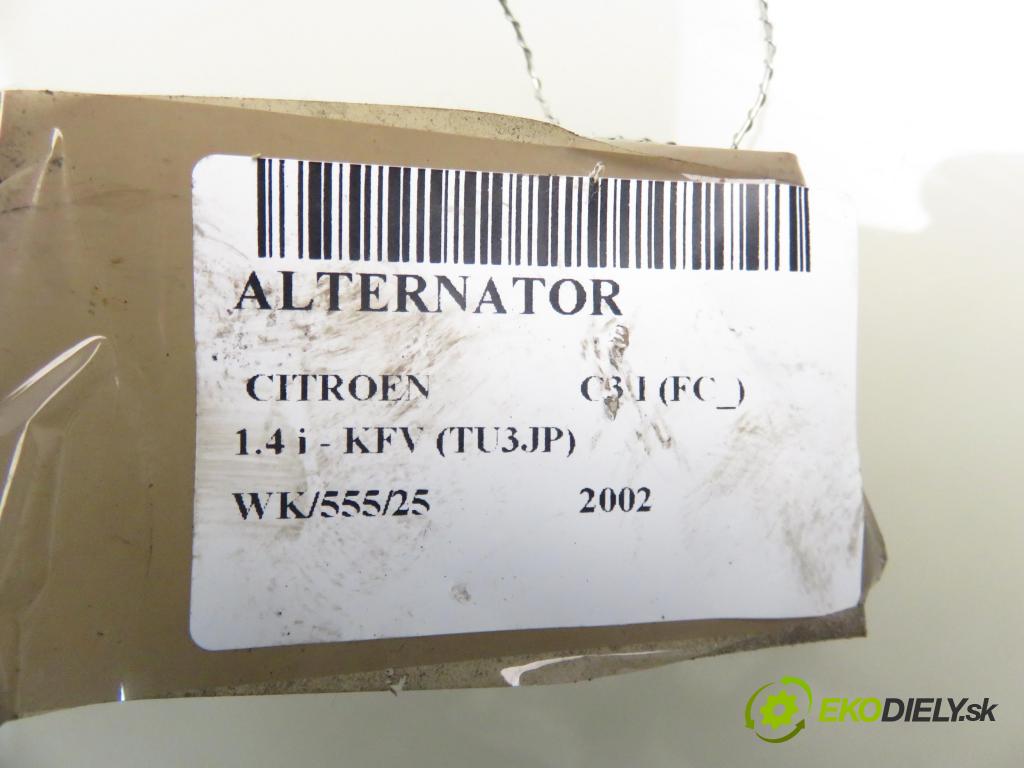 ALTERNATOR
CITROEN C3 I (FC_)
1.4 i - KFV (TU3JP)
WK/555/25 2002
EKODIELY.sk